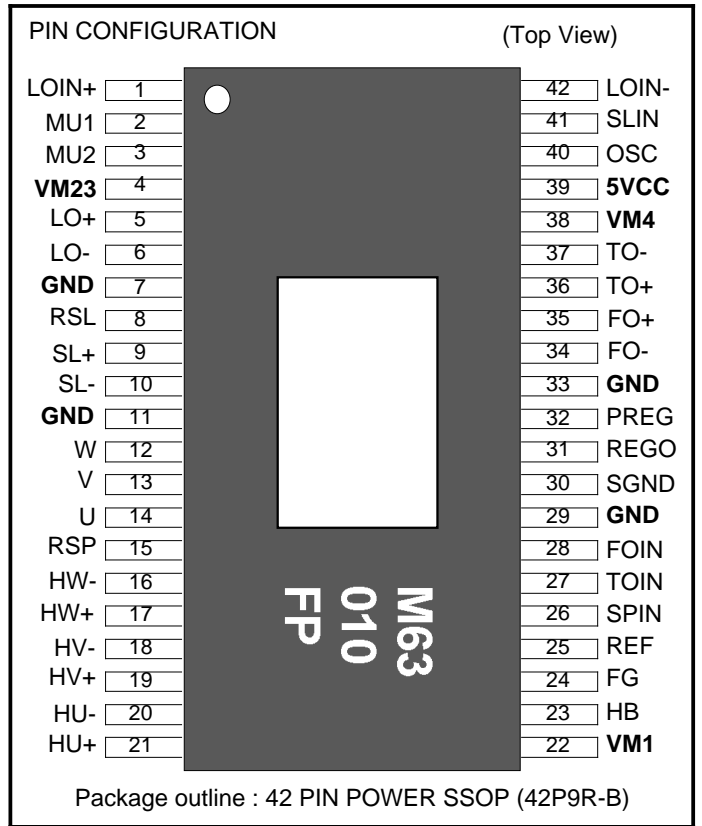 PIN CONFIGURATION (Top View)
LOIN+ 1 42 LOIN-
MU1 2 41 SLIN
MU2 3 40 OSC
VM23 4 39 5VCC
LO+ 5 38 VM4
LO- 6 37 TO-
GND 7 36 TO+
RSL 8 35 FO+
SL+ 9 34 FO-
SL- 10 33 GND
GND 11 32 PREG
W 12 31 REGO
V 13 30 SGND
U 14 29 GND
RSP 15 28 FOIN
HW- 16 27 TOIN
HW+ 17 26 SPIN
HV- 18 25 REF
HV+ 19 24 FG
HU- 20 23 HB
HU+ 21 22 VM1
M63
010
FP
Package outline : 42 PIN POWER SSOP (42P9R-B)